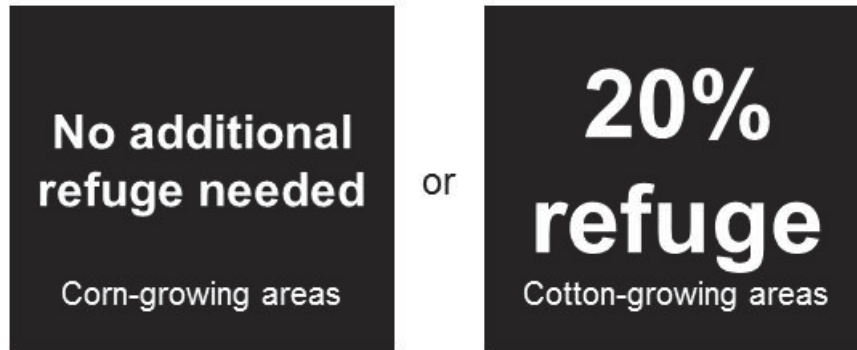 No additional
refuge needed
Corn-growing areas
or
20%
refuge
Cotton-growing areas